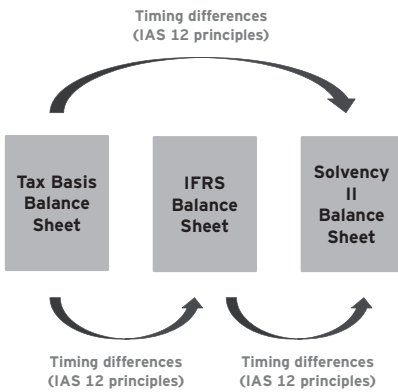 Timing differences
(IAS 12 principles)
Tax Basis
Balance
Sheet
IFRS
Balance
Sheet
Solvency
II
Balance
Sheet
Timing differences
(IAS 12 principles)
Timing differences
(IAS 12 principles)